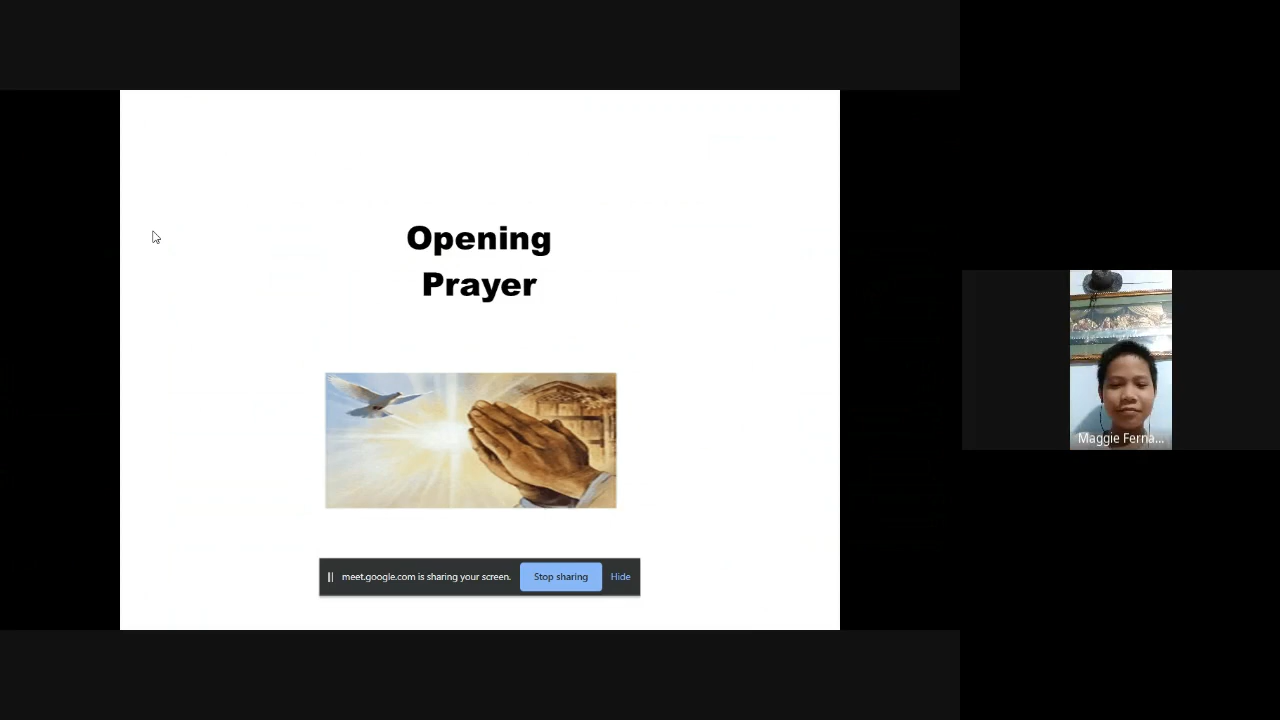 Opening
Prayer
meet.google.com is sharing your screen.
Stop sharing
Hide
Maggie Ferna...